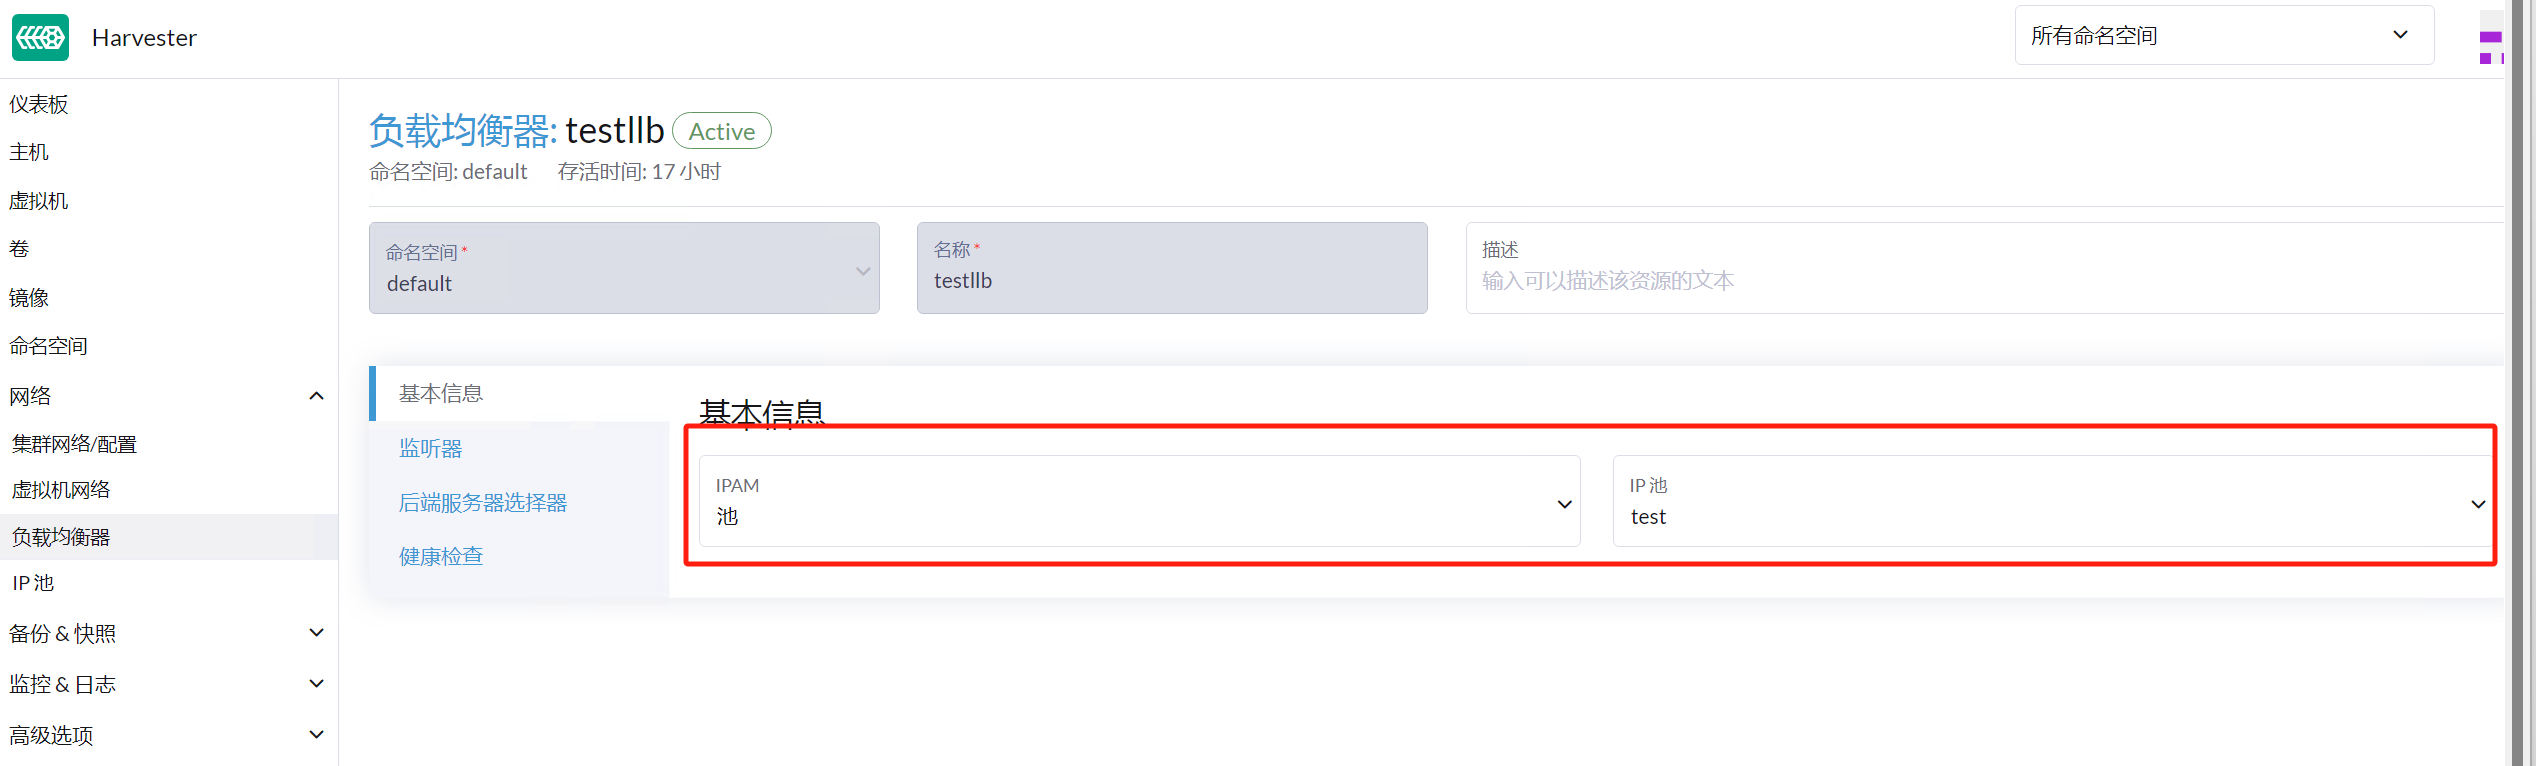 Harvester
所有命名空间
仪表板
主机
虚拟机
卷
镜像
命名空间
网络
集群网络/配置
虚拟机网络
负载均衡器
IP 池
备份 & 快照
监控 & 日志
高级选项
负载均衡器: testllb Active
命名空间: default 存活时间: 17 小时
命名空间 *
default
名称 *
testllb
描述
输入可以描述该资源的文本
基本信息
监听器
后端服务器选择器
健康检查
基本信息
IPAM
池
IP 池
test